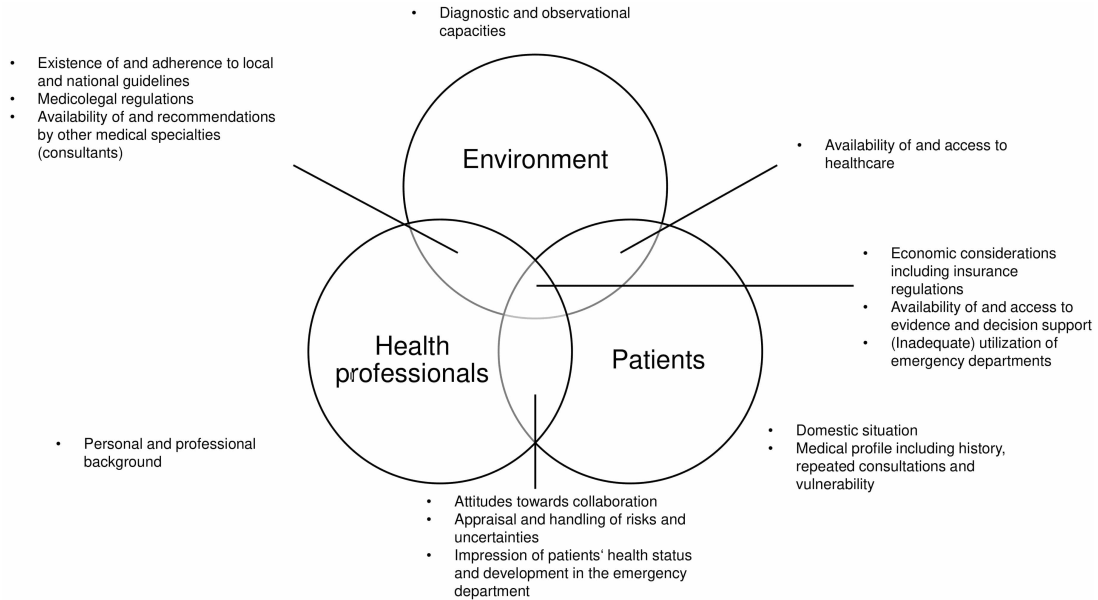 • Diagnostic and observational
capacities
• Existence of and adherence to local
and national guidelines
• Medicolegal regulations
• Availability of and recommendations
by other medical specialties
(consultants)
Environment
• Availability of and access to
healthcare
• Economic considerations
including insurance
regulations
• Availability of and access to
evidence and decision support
• (Inadequate) utilization of
emergency departments
Health
professionals
Patients
• Personal and professional
background
• Domestic situation
• Medical profile including history,
repeated consultations and
vulnerability
• Attitudes towards collaboration
• Appraisal and handling of risks and
uncertainties
• Impression of patients‘ health status
and development in the emergency
department